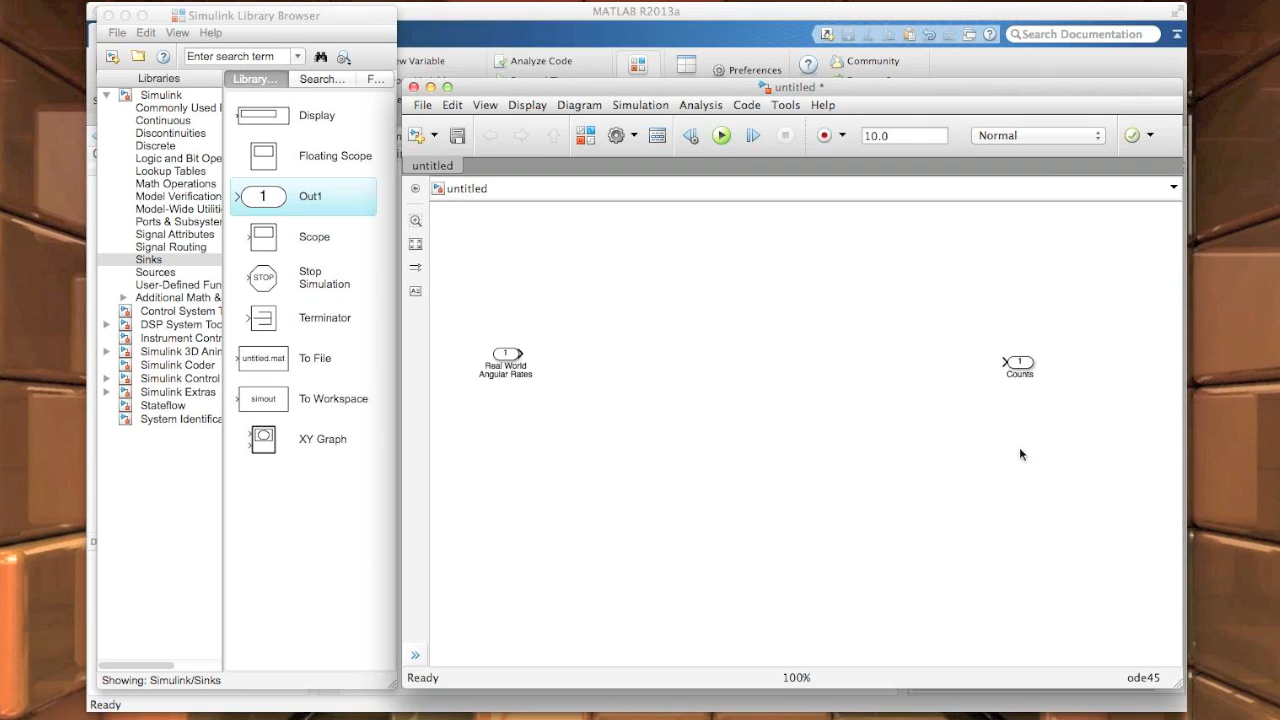 MATLAB R2013a
Simulink Library Browser
File Edit View Help
Enter search term
Search Documentation
Analyze Code
Preferences
Community
Libraries
Library...
Search...
F...
Simulink
Commonly Used
Continuous
Discontinuities
Discrete
Logic and Bit Ope
Lookup Tables
Math Operations
Model Verification
Model-Wide Utiliti
Ports & Subsyster
Signal Attributes
Signal Routing
Sinks
Sources
User-Defined Fun
Additional Math &
Control System T
DSP System Too
Instrument Contr
Simulink 3D Anir
Simulink Coder
Simulink Control
Simulink Extras
Stateflow
System Identifica
Display
Floating Scope
1
Out1
Scope
STOP
Stop
Simulation
Terminator
untitled.mat
To File
simout
To Workspace
XY Graph
Showing: Simulink/Sinks
Ready
ew Variable
untitled *
File Edit View Display Diagram Simulation Analysis Code Tools Help
10.0
Normal
untitled
untitled
1
Real World
Angular Rates
1
Counts
Ready
100%
ode45